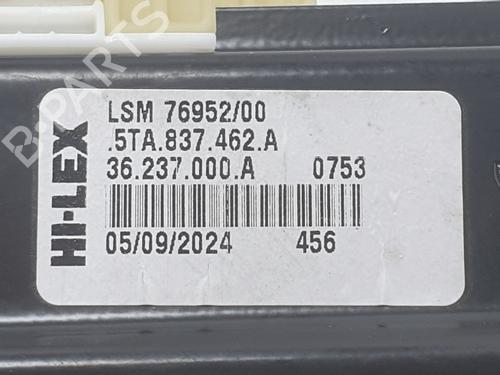 HI-LEX
LSM 76952/00
.5TA.837.462.A
36.237.000.A 0753
05/09/2024 456
B-PARTS